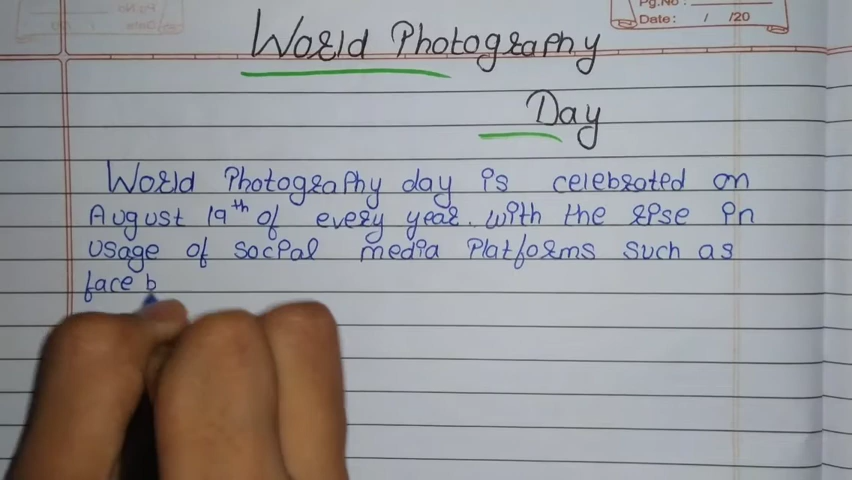 Pg.No:
Date: / /20
World Photography
Day
World Photography day is celebrated on
August 19th of every year. with the rise in
usage of social media Platforms such as
face b